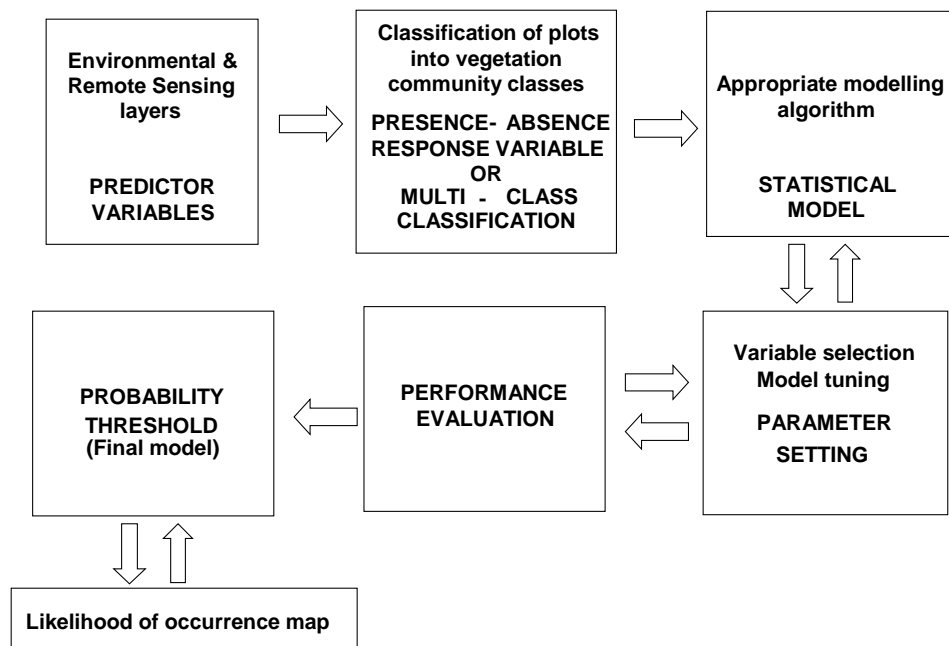 Environmental &
Remote Sensing
layers
PREDICTOR
VARIABLES
Classification of plots
into vegetation
community classes
PRESENCE- ABSENCE
RESPONSE VARIABLE
OR
MULTI - CLASS
CLASSIFICATION
Appropriate modelling
algorithm
STATISTICAL
MODEL
Variable selection
Model tuning
PARAMETER
SETTING
PERFORMANCE
EVALUATION
PROBABILITY
THRESHOLD
(Final model)
Likelihood of occurrence map